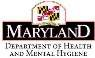 MARYLAND
DEPARTMENT OF HEALTH
AND MENTAL HYGIENE